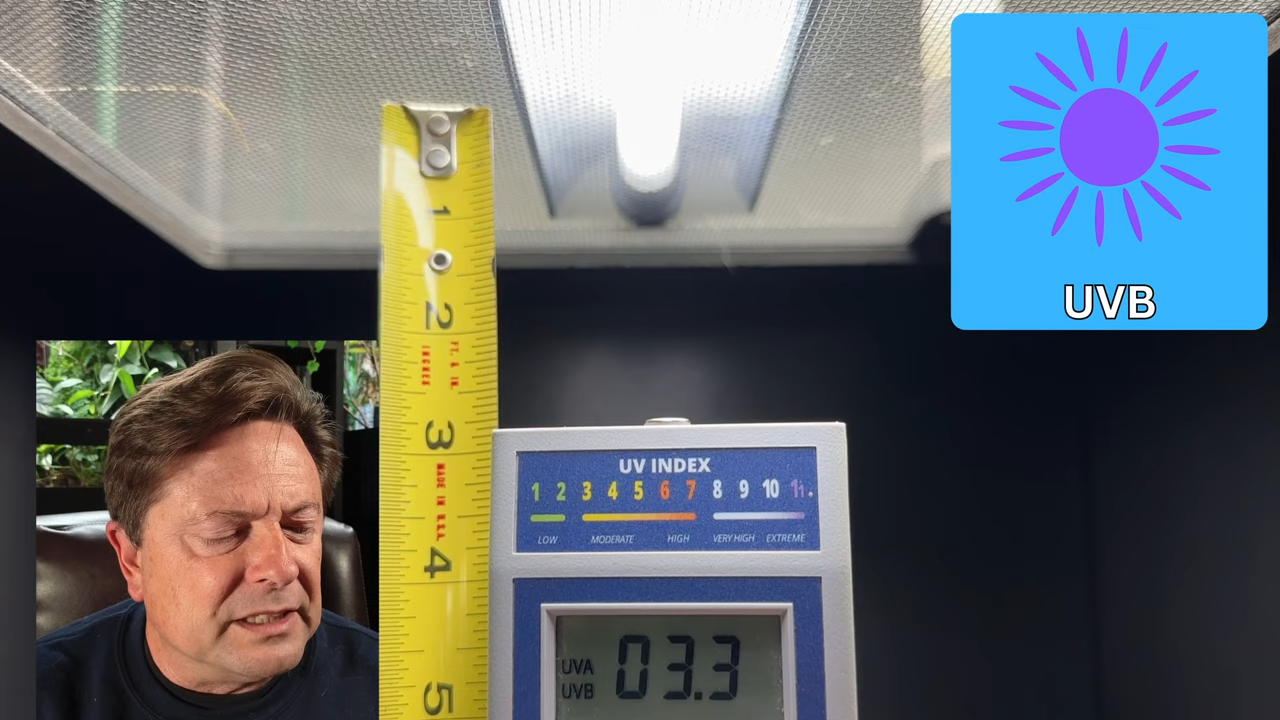 UVB
1
2
FT. & IN.
INCHES
3
MADE IN U.S.A.
4
5
UV INDEX
1 2 3 4 5 6 7 8 9 10 11+
LOW MODERATE HIGH VERY HIGH EXTREME
UVA
UVB
03.3